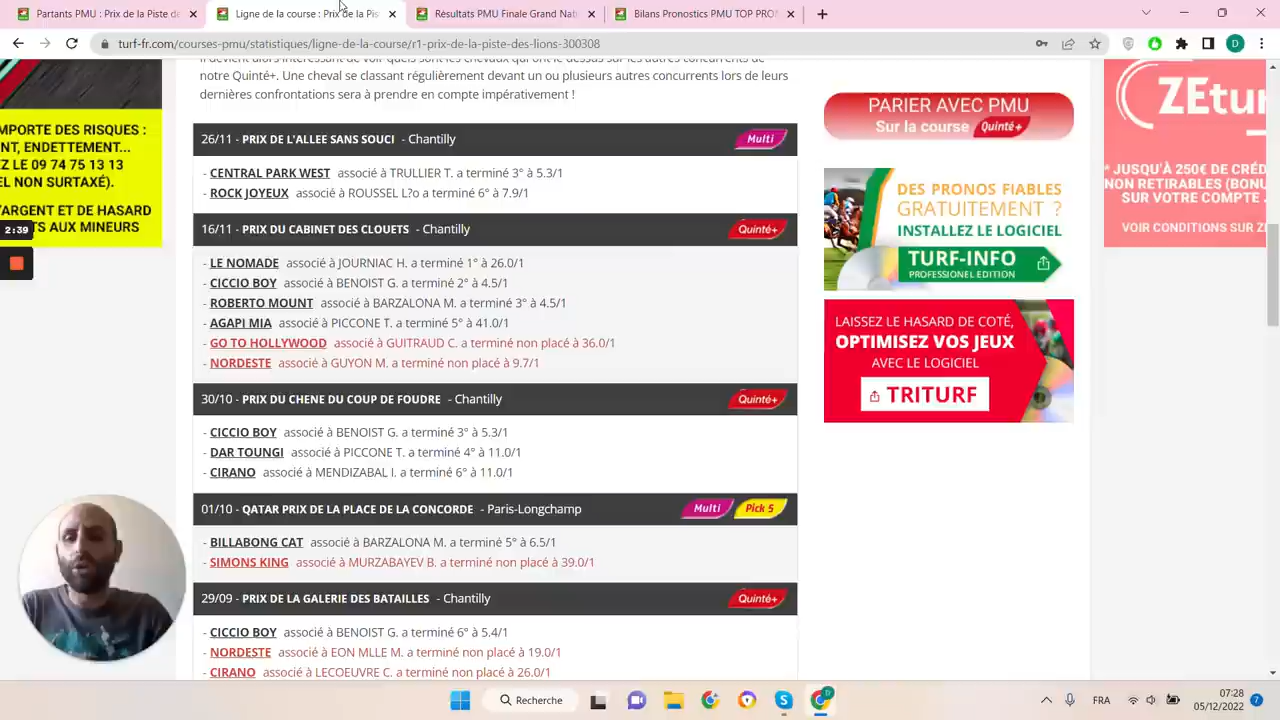 Partants PMU : Prix de la Piste de
Ligne de la course : Prix de la Pis
Résultats PMU Filme Grand Nat
Bilans Pronostics PMU TOP PRON
turf-fr.com/courses-pmu/statistiques/ligne-de-la-course/r1-prix-de-la-piste-des-lions-300308
notre Quinté+. Une cheval se classant régulièrement devant un ou plusieurs autres concurrents lors de leurs
dernières confrontations sera à prendre en compte impérativement !
26/11 - PRIX DE L'ALLEE SANS SOUCI - Chantilly
Multi
- CENTRAL PARK WEST associé à TRULLIER T. a terminé 3° à 5.3/1
- ROCK JOYEUX associé à ROUSSEL L?o T. a terminé 6° à 7.9/1
16/11 - PRIX DU CABINET DES CLOUETS - Chantilly
Quinté+
- LE NOMADE associé à JOURNIAC H. a terminé 1° à 26.0/1
- CICCIO BOY associé à BENOIST G. a terminé 2° à 4.5/1
- ROBERTO MOUNT associé à BARZALONA M. a terminé 3° à 4.5/1
- AGAPI MIA associé à PICCONE T. a terminé 5° à 41.0/1
- GO TO HOLLYWOOD associé à GUITRAUD C. a terminé non placé à 36.0/1
- NORDESTE associé à GUYON M. a terminé non placé à 9.7/1
30/10 - PRIX DU CHENE DU COUP DE FOUDRE - Chantilly
Quinté+
- CICCIO BOY associé à BENOIST G. a terminé 3° à 5.3/1
- DAR TOUNGI associé à PICCONE T. a terminé 4° à 11.0/1
- CIRANO associé à MENDIZABAL I. a terminé 6° à 11.0/1
01/10 - QATAR PRIX DE LA PLACE DE LA CONCORDE - Paris-Longchamp
Multi
Pick 5
- BILLABONG CAT associé à BARZALONA M. a terminé 5° à 6.5/1
- SIMONS KING associé à MURZABAYEV B. a terminé non placé à 39.0/1
29/09 - PRIX DE LA GALERIE DES BATAILLES - Chantilly
Quinté+
- CICCIO BOY associé à BENOIST G. a terminé 6° à 5.4/1
- NORDESTE associé à EON MLLE M. a terminé non placé à 19.0/1
- CIRANO associé à LECOEUVRE C. a terminé non placé à 26.0/1
MPORTE DES RISQUES :
NT, ENDETTEMENT...
Z LE 09 74 75 13 13
EL NON SURTAXÉ).
'ARGENT ET DE HASARD
TS AUX MINEURS
2:39
PARIER AVEC PMU
Sur la course Quinté+
DES PRONOS FIABLES
GRATUITEMENT ?
INSTALLEZ LE LOGICIEL
TURF-INFO
PROFESSIONEL EDITION
LAISSEZ LE HASARD DE COTÉ,
OPTIMISEZ VOS JEUX
AVEC LE LOGICIEL
TRITURF
ZEtur
* JUSQU'À 250€ DE CRÉD
NON RETIRABLES (BONU
SUR VOTRE COMPTE
VOIR CONDITIONS SUR ZE
D
Recherche
FRA
07:28
05/12/2022